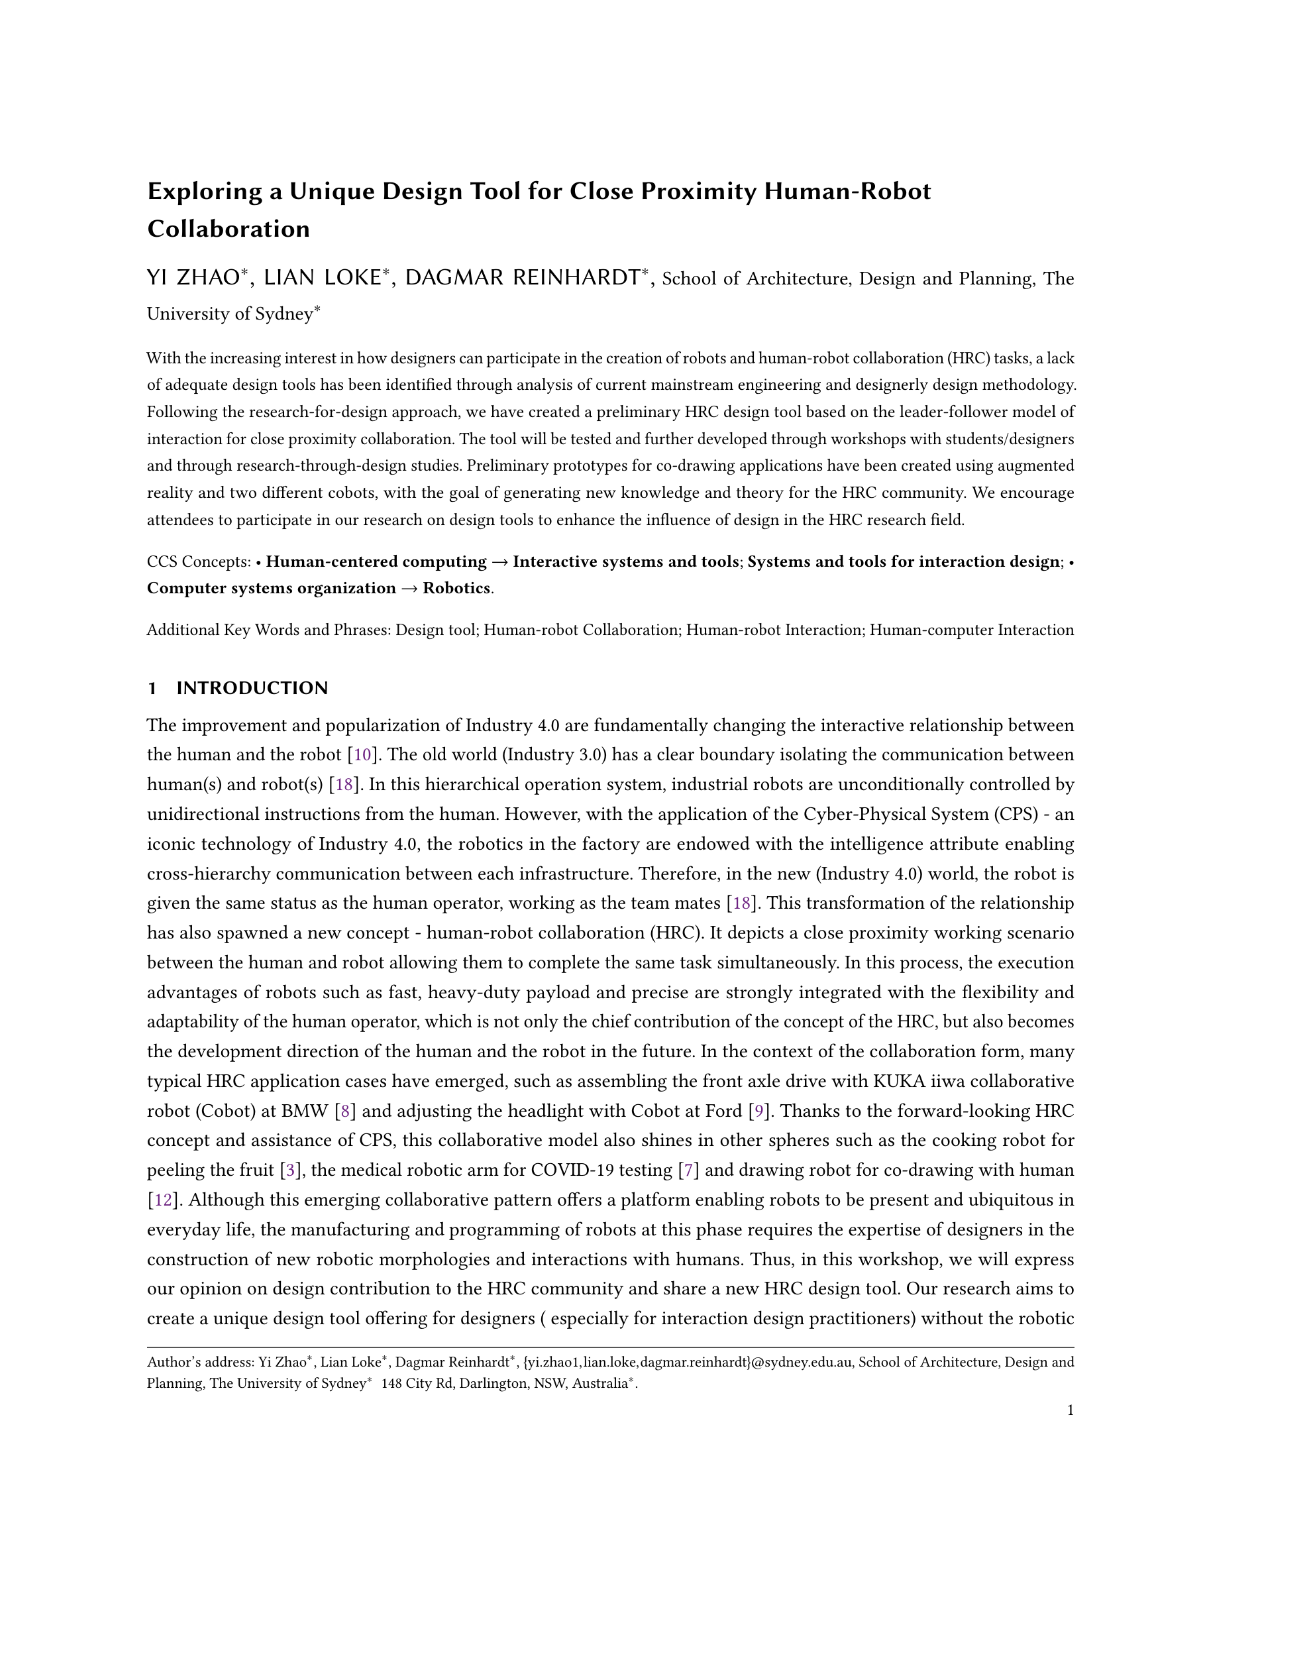 Exploring a Unique Design Tool for Close Proximity Human-Robot
Collaboration
YI ZHAO*, LIAN LOKE*, DAGMAR REINHARDT*, School of Architecture, Design and Planning, The
University of Sydney*
With the increasing interest in how designers can participate in the creation of robots and human-robot collaboration (HRC) tasks, a lack
of adequate design tools has been identified through analysis of current mainstream engineering and designerly design methodology.
Following the research-for-design approach, we have created a preliminary HRC design tool based on the leader-follower model of
interaction for close proximity collaboration. The tool will be tested and further developed through workshops with students/designers
and through research-through-design studies. Preliminary prototypes for co-drawing applications have been created using augmented
reality and two different cobots, with the goal of generating new knowledge and theory for the HRC community. We encourage
attendees to participate in our research on design tools to enhance the influence of design in the HRC research field.
CCS Concepts: • Human-centered computing → Interactive systems and tools; Systems and tools for interaction design; •
Computer systems organization → Robotics.
Additional Key Words and Phrases: Design tool; Human-robot Collaboration; Human-robot Interaction; Human-computer Interaction
1 INTRODUCTION
The improvement and popularization of Industry 4.0 are fundamentally changing the interactive relationship between
the human and the robot [10]. The old world (Industry 3.0) has a clear boundary isolating the communication between
human(s) and robot(s) [18]. In this hierarchical operation system, industrial robots are unconditionally controlled by
unidirectional instructions from the human. However, with the application of the Cyber-Physical System (CPS) - an
iconic technology of Industry 4.0, the robotics in the factory are endowed with the intelligence attribute enabling
cross-hierarchy communication between each infrastructure. Therefore, in the new (Industry 4.0) world, the robot is
given the same status as the human operator, working as the team mates [18]. This transformation of the relationship
has also spawned a new concept - human-robot collaboration (HRC). It depicts a close proximity working scenario
between the human and robot allowing them to complete the same task simultaneously. In this process, the execution
advantages of robots such as fast, heavy-duty payload and precise are strongly integrated with the flexibility and
adaptability of the human operator, which is not only the chief contribution of the concept of the HRC, but also becomes
the development direction of the human and the robot in the future. In the context of the collaboration form, many
typical HRC application cases have emerged, such as assembling the front axle drive with KUKA iiwa collaborative
robot (Cobot) at BMW [8] and adjusting the headlight with Cobot at Ford [9]. Thanks to the forward-looking HRC
concept and assistance of CPS, this collaborative model also shines in other spheres such as the cooking robot for
peeling the fruit [3], the medical robotic arm for COVID-19 testing [7] and drawing robot for co-drawing with human
[12]. Although this emerging collaborative pattern offers a platform enabling robots to be present and ubiquitous in
everyday life, the manufacturing and programming of robots at this phase requires the expertise of designers in the
construction of new robotic morphologies and interactions with humans. Thus, in this workshop, we will express
our opinion on design contribution to the HRC community and share a new HRC design tool. Our research aims to
create a unique design tool offering for designers ( especially for interaction design practitioners) without the robotic
Author's address: Yi Zhao*, Lian Loke*, Dagmar Reinhardt*, {yi.zhao1,lian.loke,dagmar.reinhardt}@sydney.edu.au, School of Architecture, Design and
Planning, The University of Sydney* 148 City Rd, Darlington, NSW, Australia*.
1